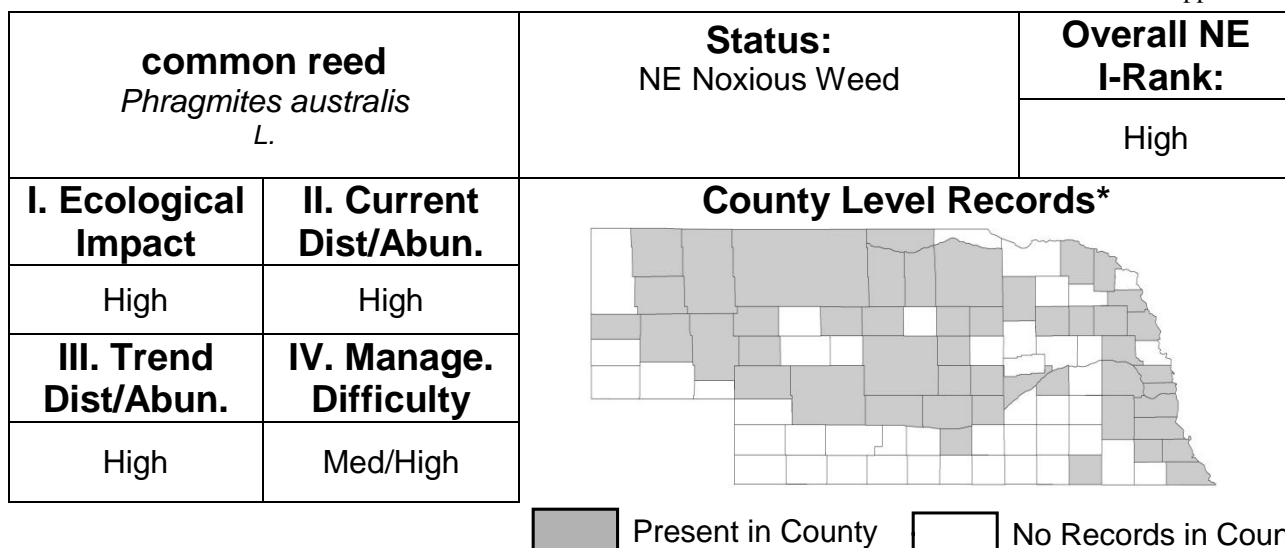 common reed
Phragmites australis
L.
Status:
NE Noxious Weed
Overall NE
I-Rank:
High
I. Ecological
Impact
II. Current
Dist/Abun.
High
High
III. Trend
Dist/Abun.
IV. Manage.
Difficulty
High
Med/High
County Level Records*
Present in County
No Records in